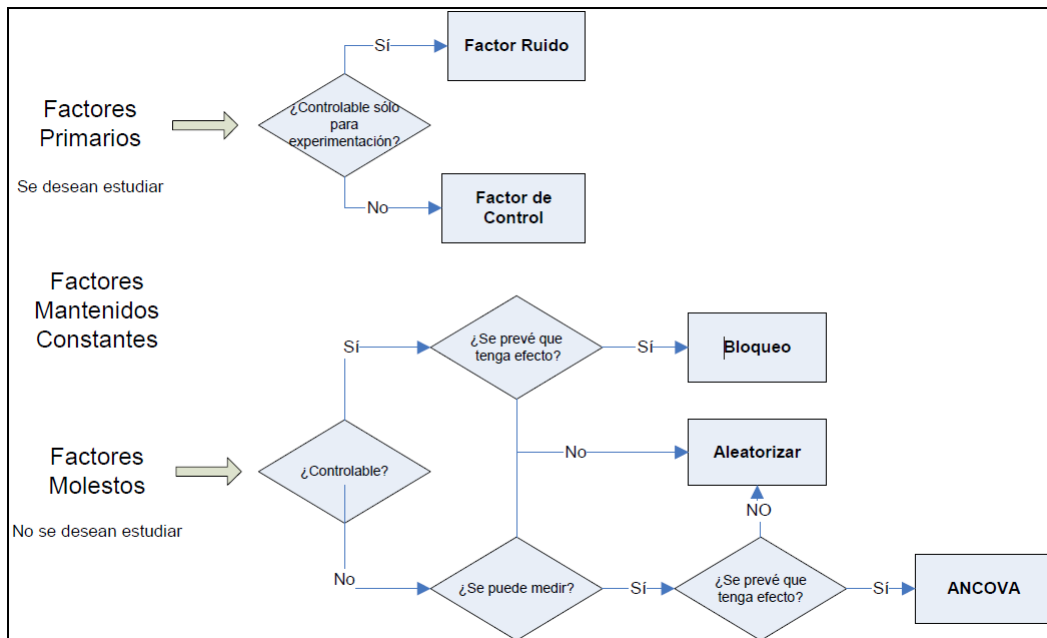 Sí
Factor Ruido
¿Controlable sólo
para
experimentación?
Factores
Primarios
Se desean estudiar
No
Factor de
Control
Factores
Mantenidos
Constantes
Sí
¿Se prevé que
tenga efecto?
Sí
Bloqueo
Factores
Molestos
No se desean estudiar
¿Controlable?
No
Aleatorizar
NO
No
¿Se puede medir?
Sí
¿Se prevé que
tenga efecto?
Sí
ANCOVA